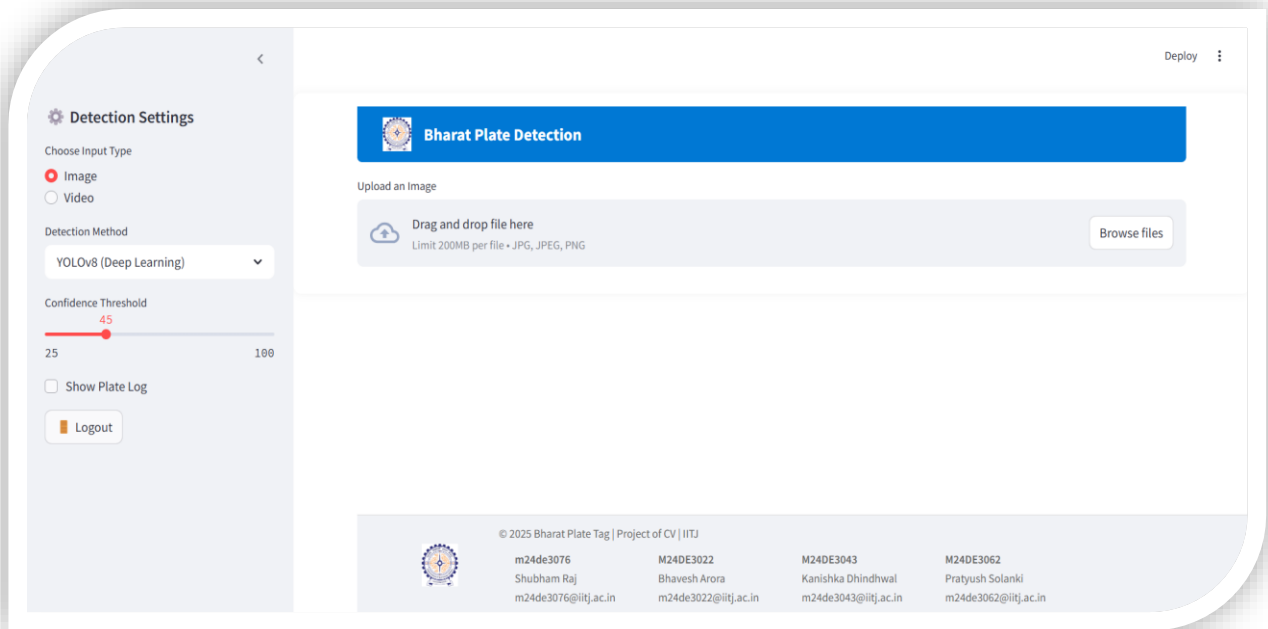 Deploy
Detection Settings
Choose Input Type
Image
Video
Detection Method
YOLOv8 (Deep Learning)
Confidence Threshold
45
25 100
Show Plate Log
Logout
Bharat Plate Detection
Upload an Image
Drag and drop file here
Limit 200MB per file • JPG, JPEG, PNG
Browse files
© 2025 Bharat Plate Tag | Project of CV | IITJ
m24de3076 M24DE3022 M24DE3043 M24DE3062
Shubham Raj Bhavesh Arora Kanishka Dhindhwal Pratyush Solanki
m24de3076@iitj.ac.in m24de3022@iitj.ac.in m24de3043@iitj.ac.in m24de3062@iitj.ac.in